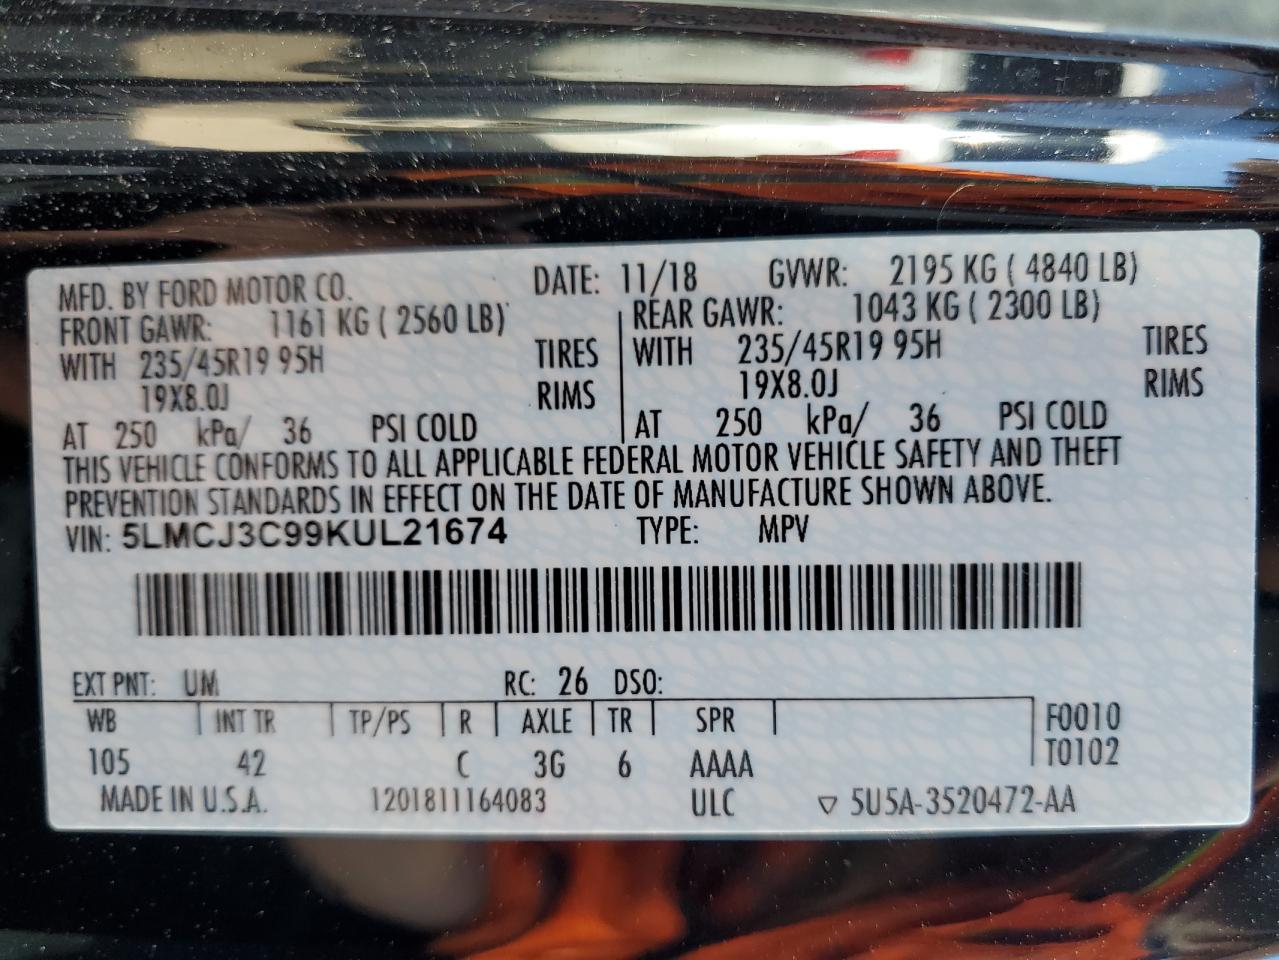 MFD. BY FORD MOTOR CO. DATE: 11/18 GVWR: 2195 KG ( 4840 LB)
FRONT GAWR: 1161 KG ( 2560 LB) REAR GAWR: 1043 KG ( 2300 LB)
WITH 235/45R19 95H TIRES WITH 235/45R19 95H TIRES
19X8.0J RIMS 19X8.0J RIMS
AT 250 kPa/ 36 PSI COLD AT 250 kPa/ 36 PSI COLD
THIS VEHICLE CONFORMS TO ALL APPLICABLE FEDERAL MOTOR VEHICLE SAFETY AND THEFT
PREVENTION STANDARDS IN EFFECT ON THE DATE OF MANUFACTURE SHOWN ABOVE.
VIN: 5LMCJ3C99KUL21674 TYPE: MPV
EXT PNT: UM RC: 26 DSO:
WB INT TR TP/PS R AXLE TR SPR F0010
105 42 C 3G 6 AAAA T0102
MADE IN U.S.A. 1201811164083 ULC ▽ 5U5A-3520472-AA